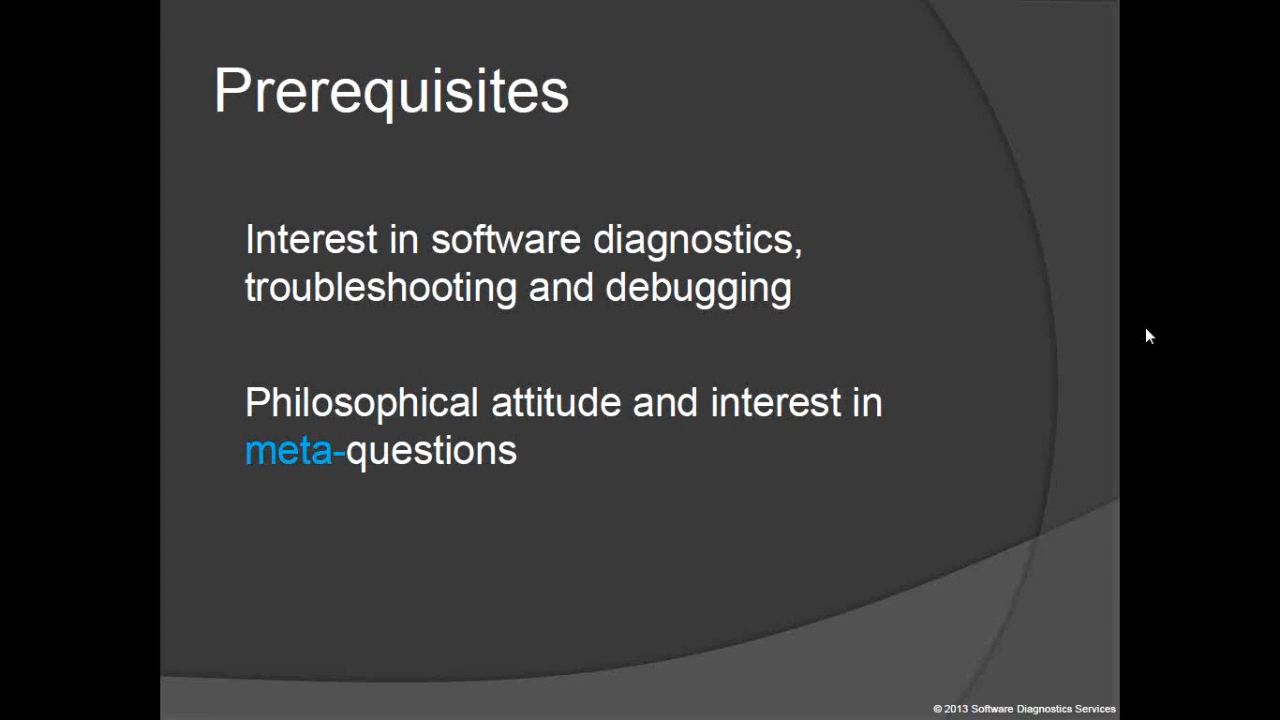 Prerequisites
Interest in software diagnostics,
troubleshooting and debugging
Philosophical attitude and interest in
meta-questions
© 2013 Software Diagnostics Services